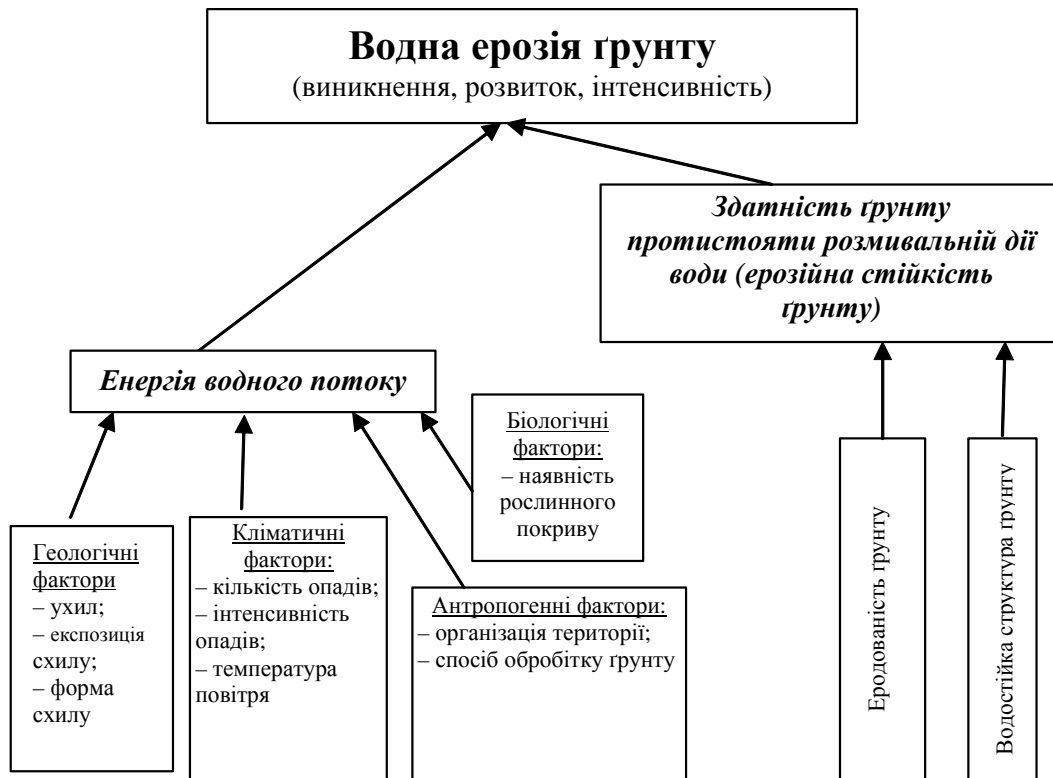 Водна ерозія ґрунту
(виникнення, розвиток, інтенсивність)
Здатність ґрунту
протистояти розмивальній дії
води (ерозійна стійкість
ґрунту)
Енергія водного потоку
Біологічні
фактори:
– наявність
рослинного
покриву
Геологічні
фактори
– ухил;
– експозиція
схилу;
– форма
схилу
Кліматичні
фактори:
– кількість опадів;
– інтенсивність
опадів;
– температура
повітря
Антропогенні фактори:
– організація території;
– спосіб обробітку ґрунту
Еродованість ґрунту
Водостійка структура ґрунту